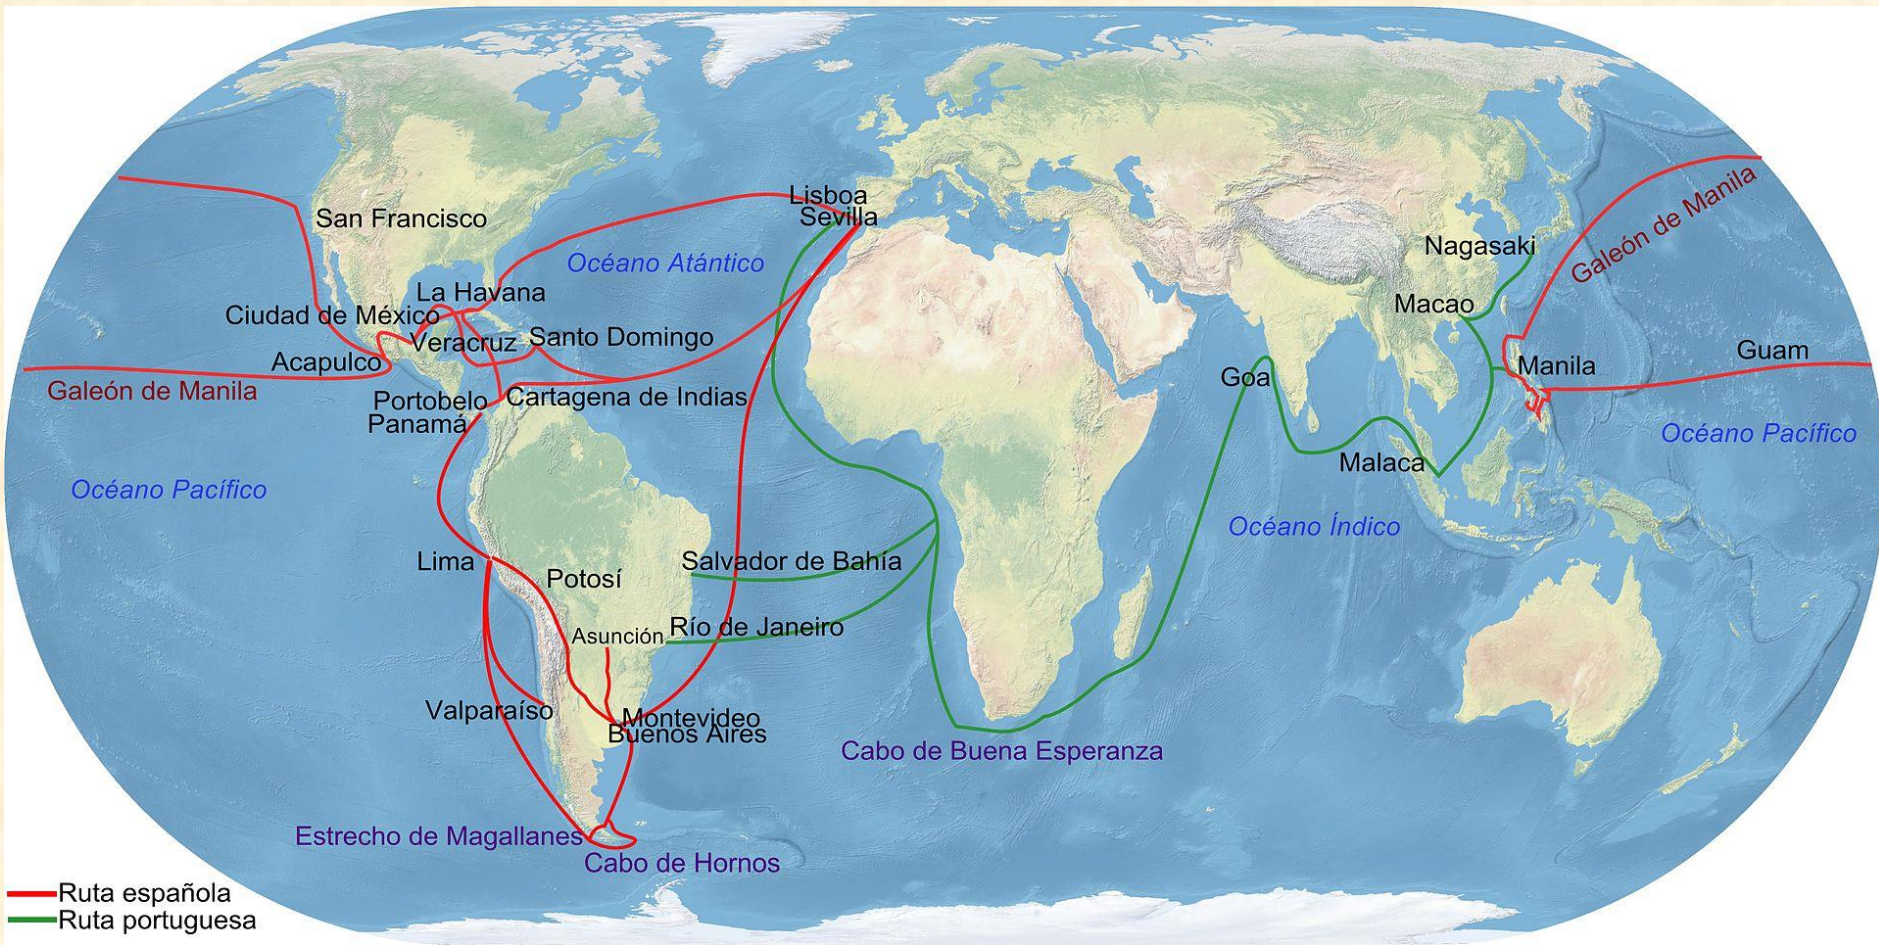 Lisboa
Sevilla
San Francisco
Océano Atántico
Galeón de Manila
Nagasaki
La Havana
Macao
Ciudad de México
Santo Domingo
Veracruz
Acapulco
Guam
Manila
Goa
Galeón de Manila
Portobelo
Cartagena de Indias
Panamá
Océano Pacífico
Malaca
Océano Pacífico
Océano Índico
Lima
Salvador de Bahía
Potosí
Asunción
Río de Janeiro
Valparaíso
Montevideo
Buenos Aires
Cabo de Buena Esperanza
Estrecho de Magallanes
Cabo de Hornos
Ruta española
Ruta portuguesa